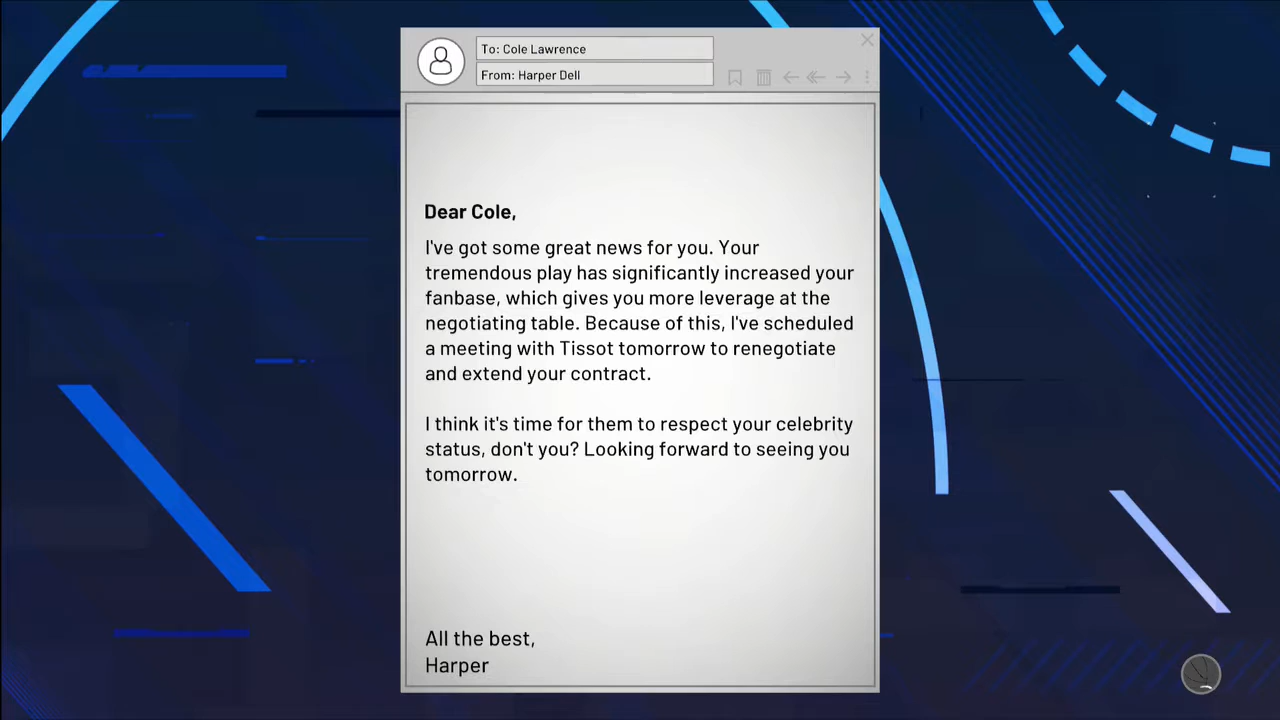 To: Cole Lawrence
From: Harper Dell
Dear Cole,
I've got some great news for you. Your
tremendous play has significantly increased your
fanbase, which gives you more leverage at the
negotiating table. Because of this, I've scheduled
a meeting with Tissot tomorrow to renegotiate
and extend your contract.
I think it's time for them to respect your celebrity
status, don't you? Looking forward to seeing you
tomorrow.
All the best,
Harper